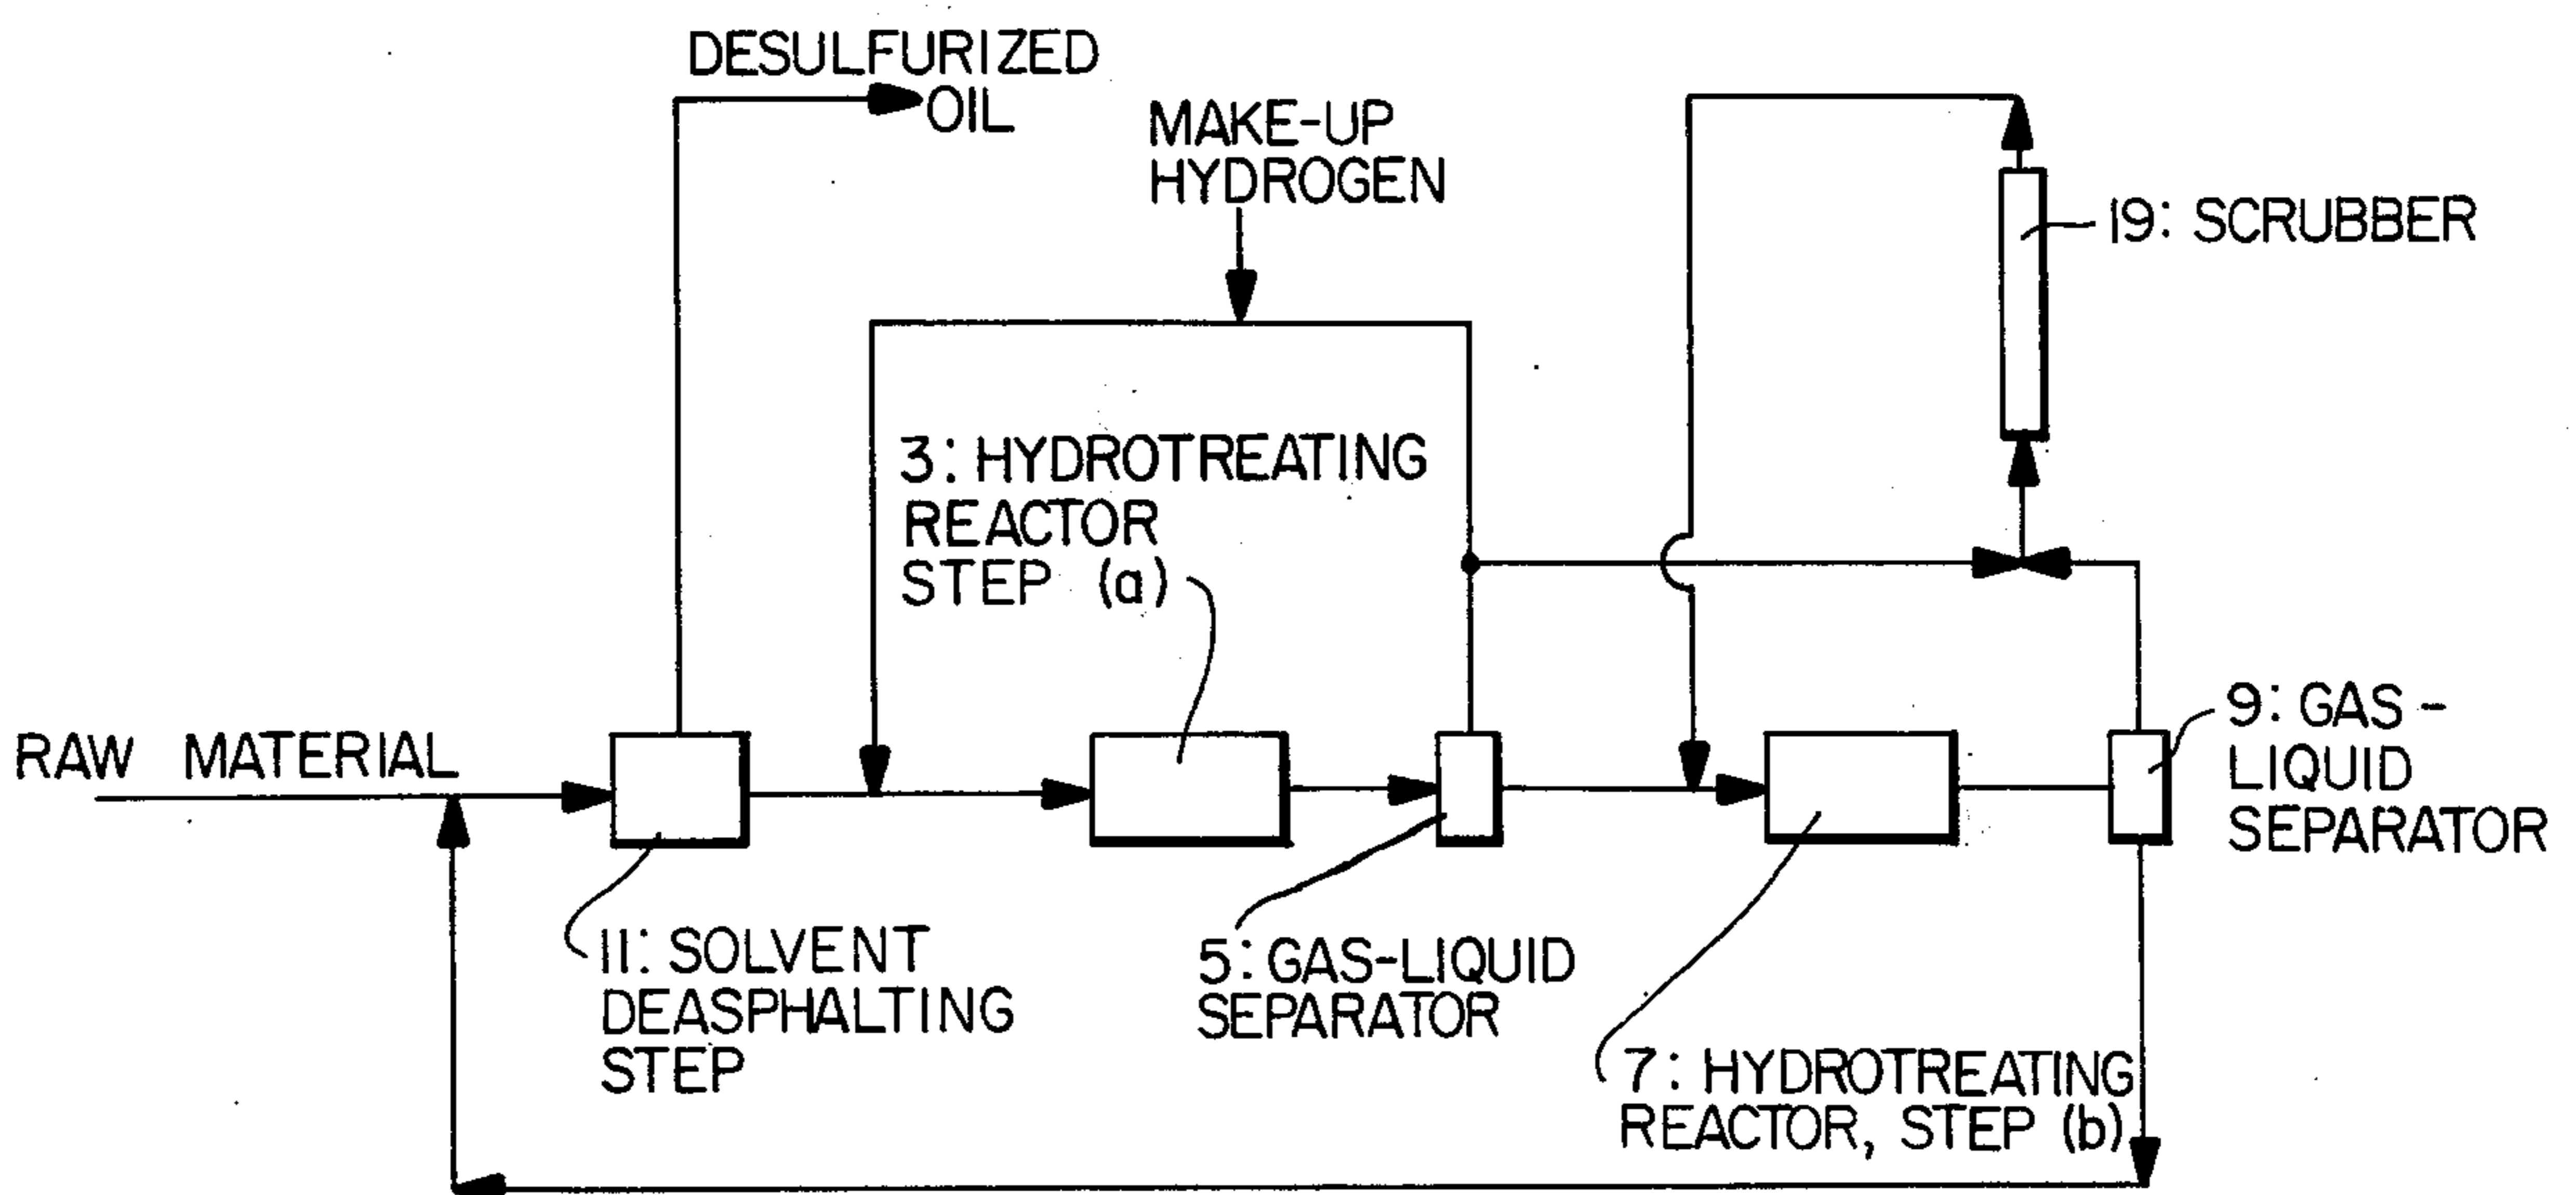 DESULFURIZED
OIL
MAKE-UP
HYDROGEN
19: SCRUBBER
3: HYDROTREATING
REACTOR
STEP (a)
RAW MATERIAL
9: GAS-
LIQUID
SEPARATOR
11: SOLVENT
DEASPHALTING
STEP
5: GAS-LIQUID
SEPARATOR
7: HYDROTREATING
REACTOR, STEP (b)